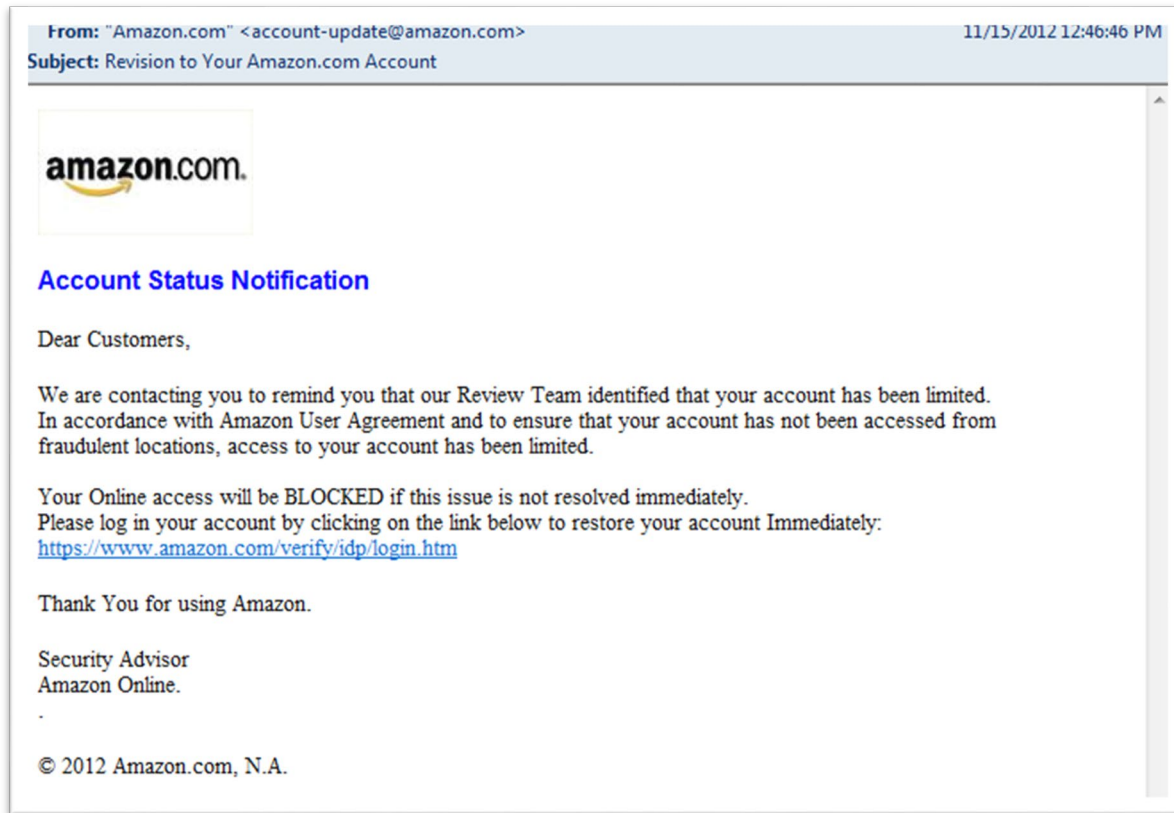 From: "Amazon.com" <account-update@amazon.com> 11/15/2012 12:46:46 PM
Subject: Revision to Your Amazon.com Account
amazon.com.
Account Status Notification
Dear Customers,
We are contacting you to remind you that our Review Team identified that your account has been limited.
In accordance with Amazon User Agreement and to ensure that your account has not been accessed from
fraudulent locations, access to your account has been limited.
Your Online access will be BLOCKED if this issue is not resolved immediately.
Please log in your account by clicking on the link below to restore your account Immediately:
https://www.amazon.com/verify/idp/login.htm
Thank You for using Amazon.
Security Advisor
Amazon Online.
.
© 2012 Amazon.com, N.A.